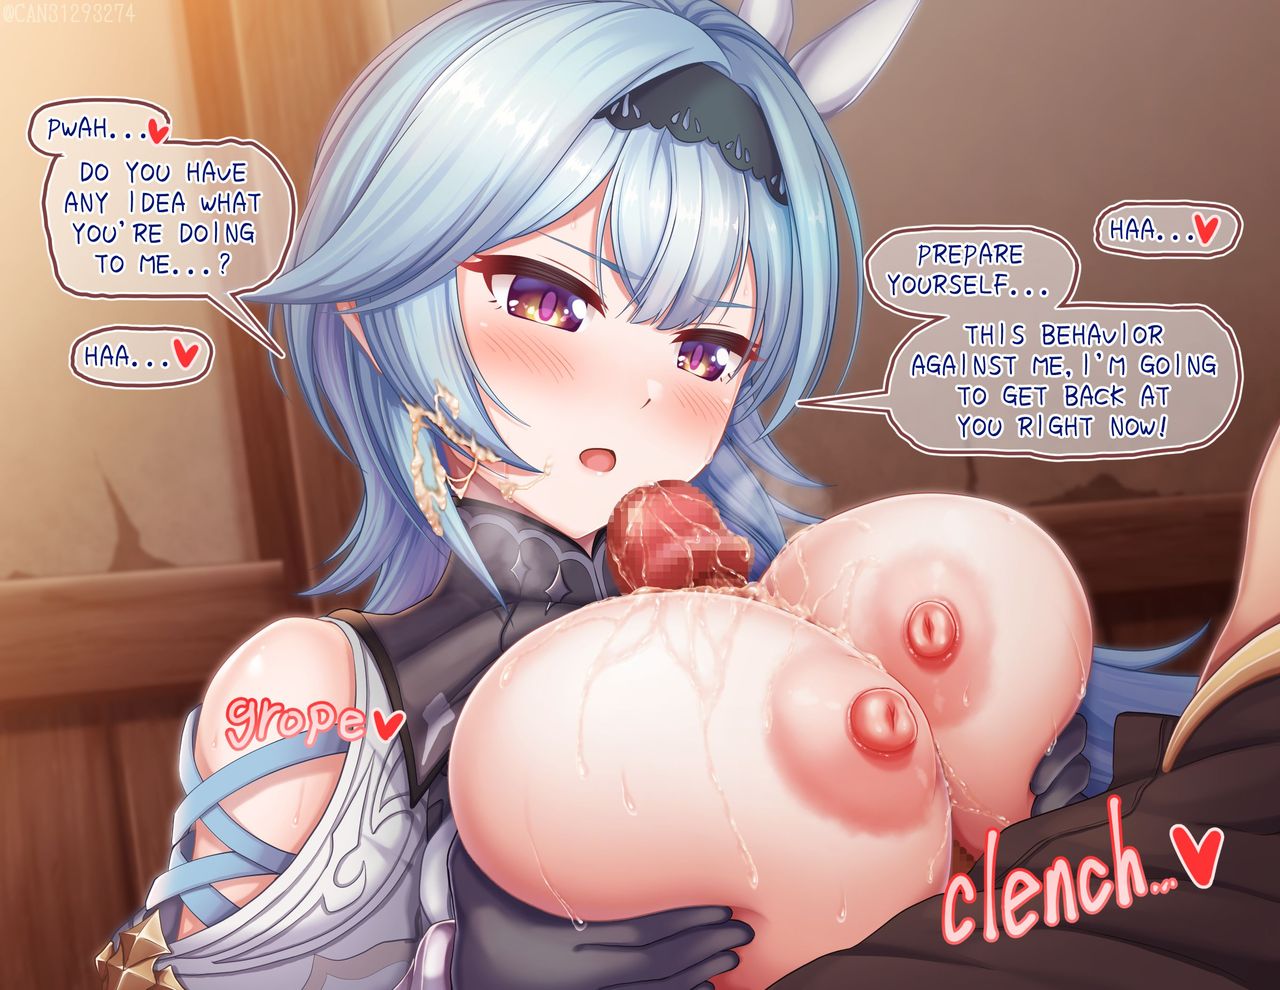 @CAN31293274
PWAH...♥
DO YOU HAVE
ANY IDEA WHAT
YOU'RE DOING
TO ME...?
HAA...♥
HAA...♥
PREPARE
YOURSELF...
THIS BEHAVIOR
AGAINST ME, I'M GOING
TO GET BACK AT
YOU RIGHT NOW!
grope♥
clench...♥